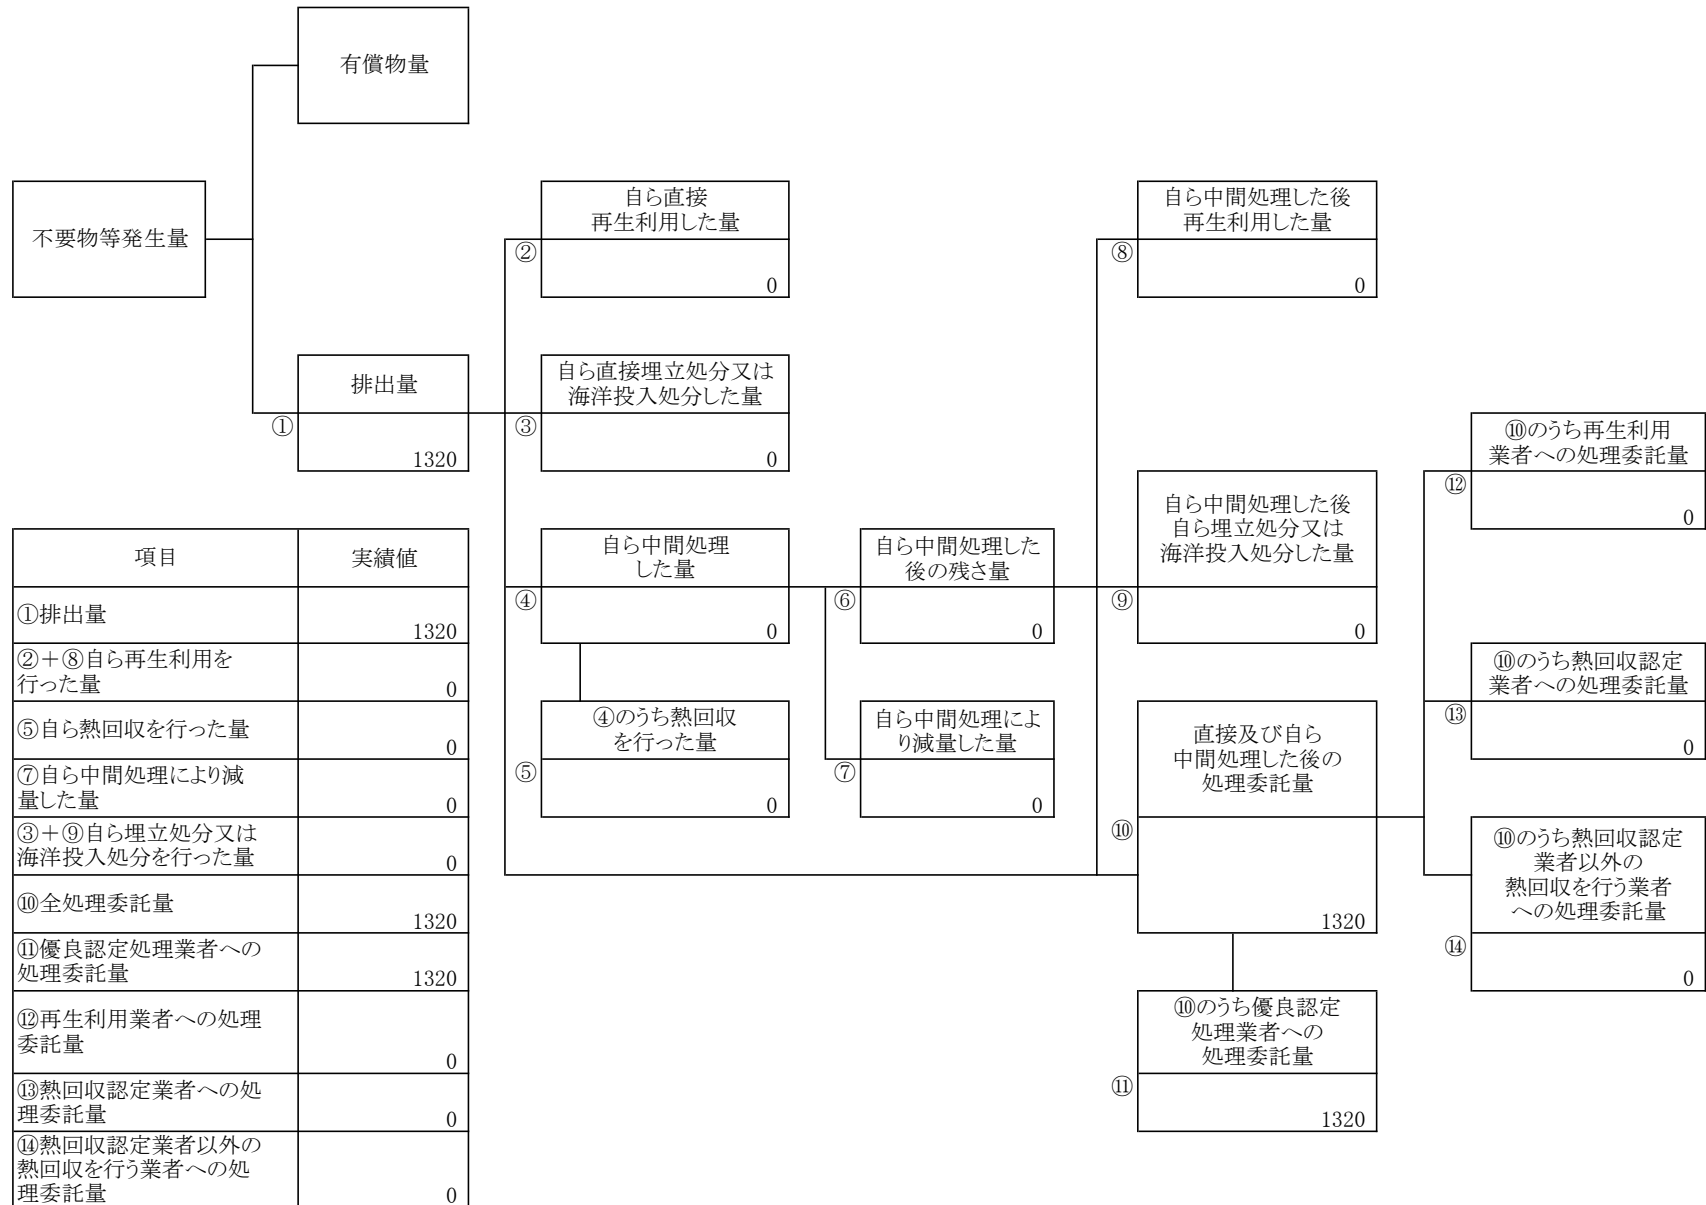 有償物量
不要物等発生量
自ら直接
再生利用した量
②
0
自ら中間処理した後
再生利用した量
⑧
0
排出量
①
1320
自ら直接埋立処分又は
海洋投入処分した量
③
0
⑩のうち再生利用
業者への処理委託量
⑫
0
自ら中間処理した後
自ら埋立処分又は
海洋投入処分した量
⑨
0
自ら中間処理
した量
④
0
自ら中間処理した
後の残さ量
⑥
0
④のうち熱回収
を行った量
⑤
0
自ら中間処理によ
り減量した量
⑦
0
直接及び自ら
中間処理した後の
処理委託量
⑩
1320
⑩のうち熱回収認定
業者への処理委託量
⑬
0
⑩のうち熱回収認定
業者以外の
熱回収を行う業者
への処理委託量
⑭
0
⑩のうち優良認定
処理業者への
処理委託量
⑪
1320
項目 実績値
①排出量
1320
②＋⑧自ら再生利用を
行った量
0
⑤自ら熱回収を行った量
0
⑦自ら中間処理により減
量した量
0
③＋⑨自ら埋立処分又は
海洋投入処分を行った量
0
⑩全処理委託量
1320
⑪優良認定処理業者への
処理委託量
1320
⑫再生利用業者への処理
委託量
0
⑬熱回収認定業者への処
理委託量
0
⑭熱回収認定業者以外の
熱回収を行う業者への処
理委託量
0